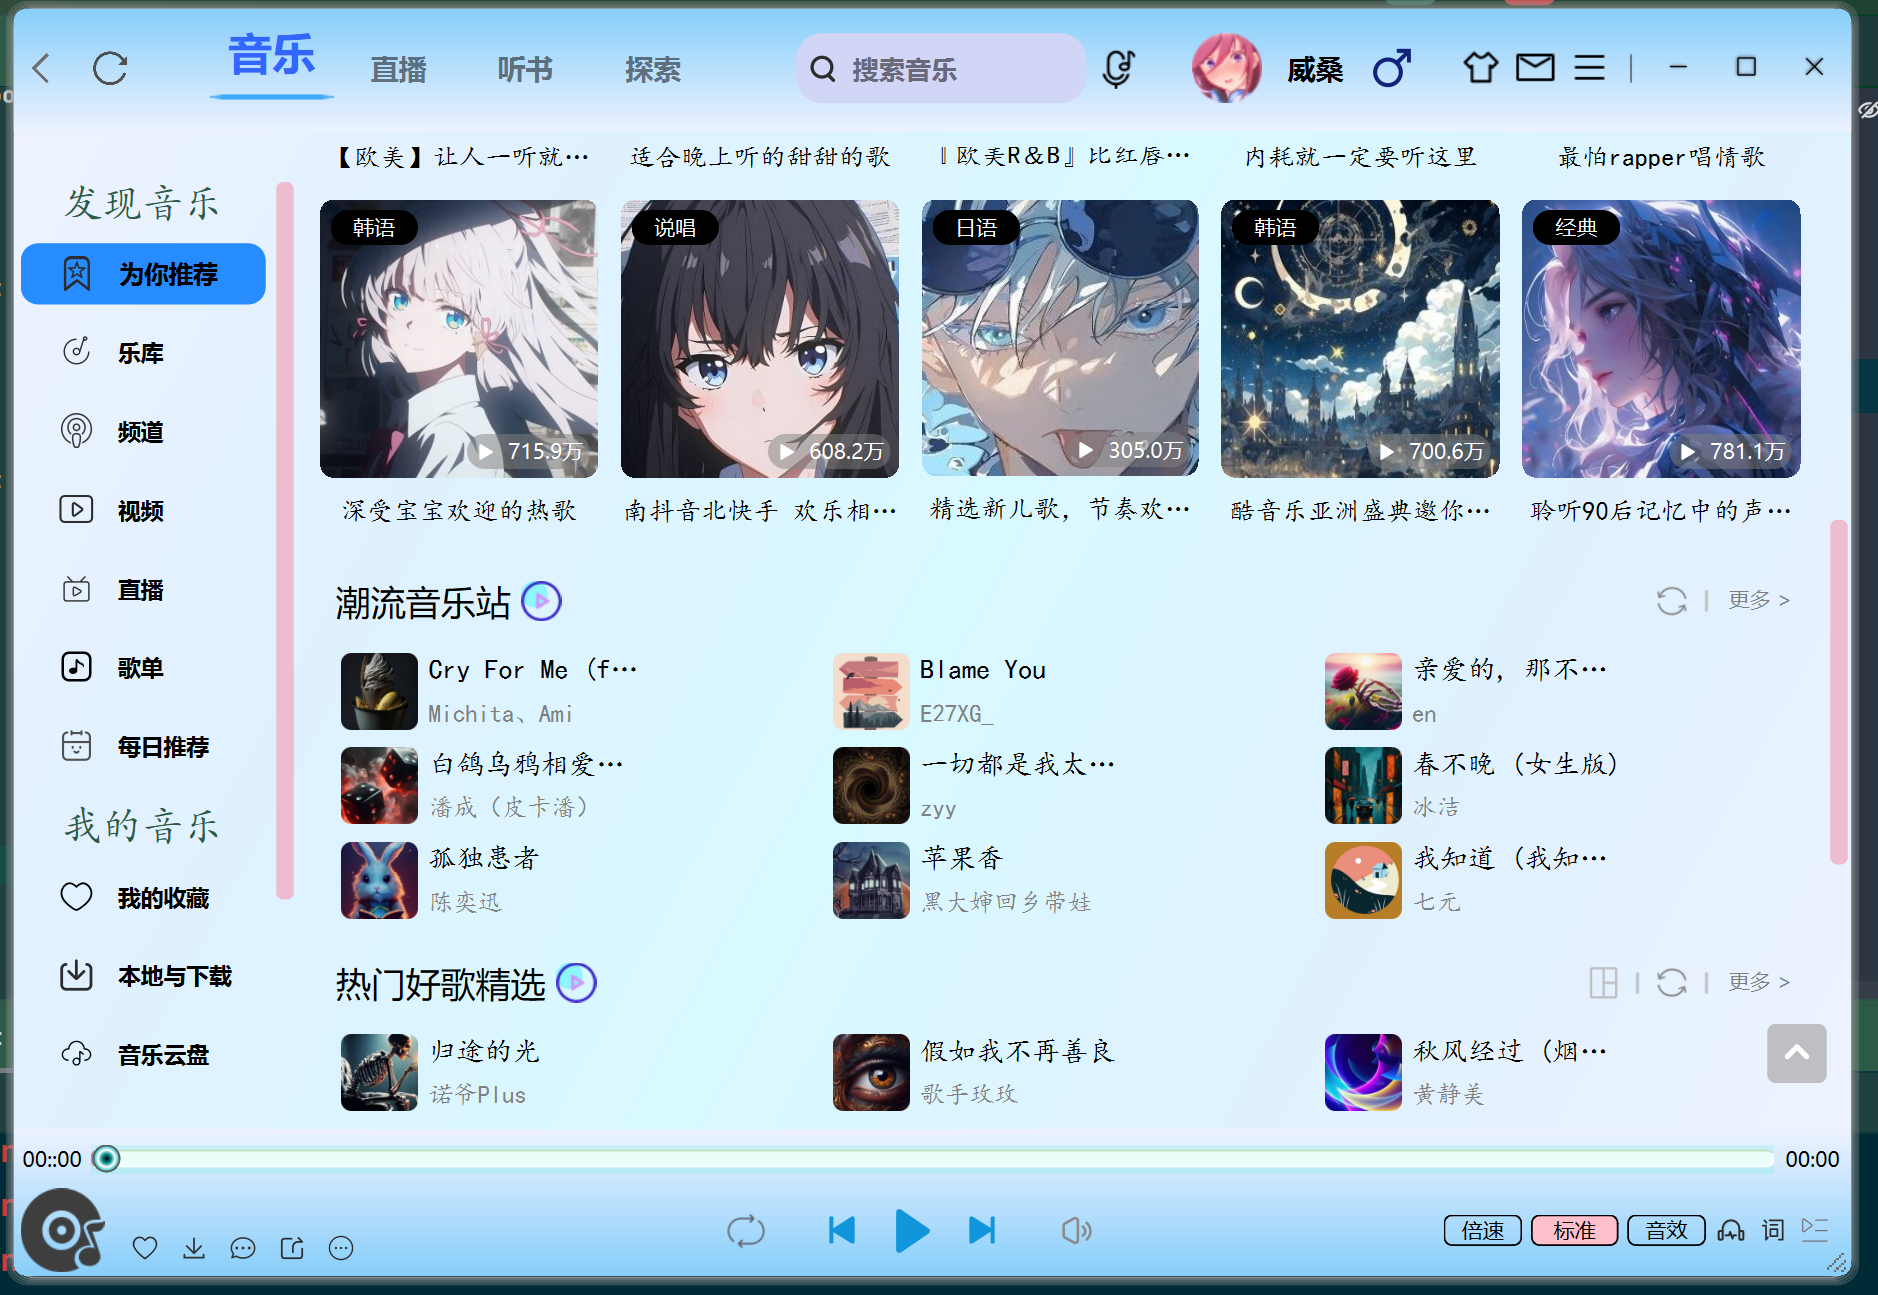 音乐
直播
听书
探索
搜索音乐
威桑
发现音乐
为你推荐
乐库
频道
视频
直播
歌单
每日推荐
我的音乐
我的收藏
本地与下载
音乐云盘
【欧美】让人一听就…
适合晚上听的甜甜的歌
『欧美R&B』比红唇…
内耗就一定要听这里
最怕rapper唱情歌
韩语
说唱
日语
韩语
经典
715.9万
608.2万
305.0万
700.6万
781.1万
深受宝宝欢迎的热歌
南抖音北快手 欢乐相…
精选新儿歌，节奏欢…
酷音乐亚洲盛典邀你…
聆听90后记忆中的声…
潮流音乐站
更多 >
Cry For Me (f…
Michita、Ami
Blame You
E27XG_
亲爱的，那不…
en
白鸽乌鸦相爱…
潘成（皮卡潘）
一切都是我太…
zyy
春不晚（女生版）
冰洁
孤独患者
陈奕迅
苹果香
黑大婶回乡带娃
我知道（我知…
七元
热门好歌精选
更多 >
归途的光
诺爷Plus
假如我不再善良
歌手玫玫
秋风经过（烟…
黄静美
00::00
00:00
倍速
标准
音效
词